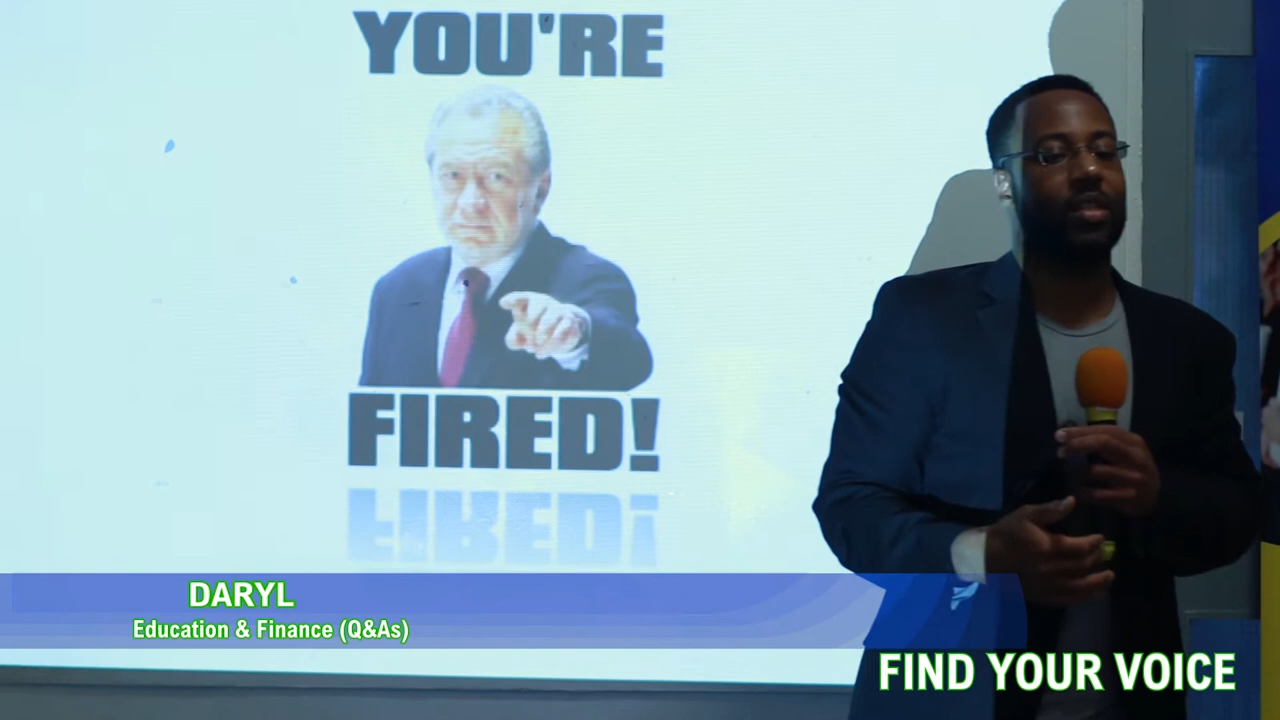 YOU'RE
FIRED!
DARYL
Education & Finance (Q&As)
FIND YOUR VOICE